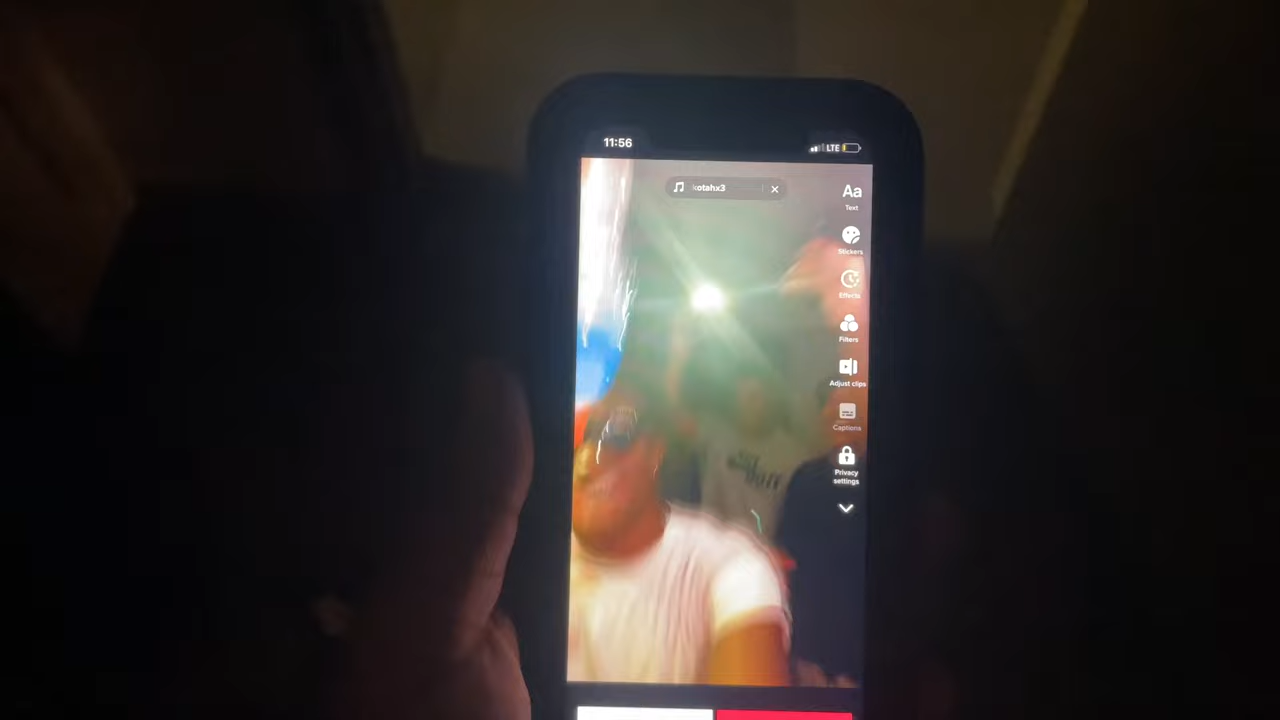 11:56
LTE
kotahx3
Aa
Text
Stickers
Effects
Filters
Adjust clips
Captions
Privacy
settings